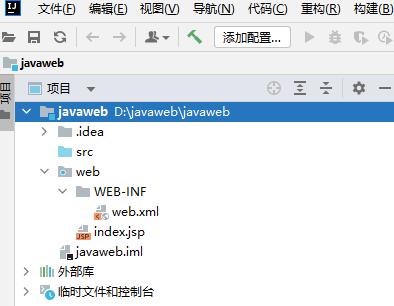 IJ 文件(F) 编辑(E) 视图(V) 导航(N) 代码(C) 重构(R) 构建(B)
添加配置...
javaweb
项目
项目
javaweb D:\javaweb\javaweb
.idea
src
web
WEB-INF
web.xml
JSP index.jsp
javaweb.iml
外部库
临时文件和控制台